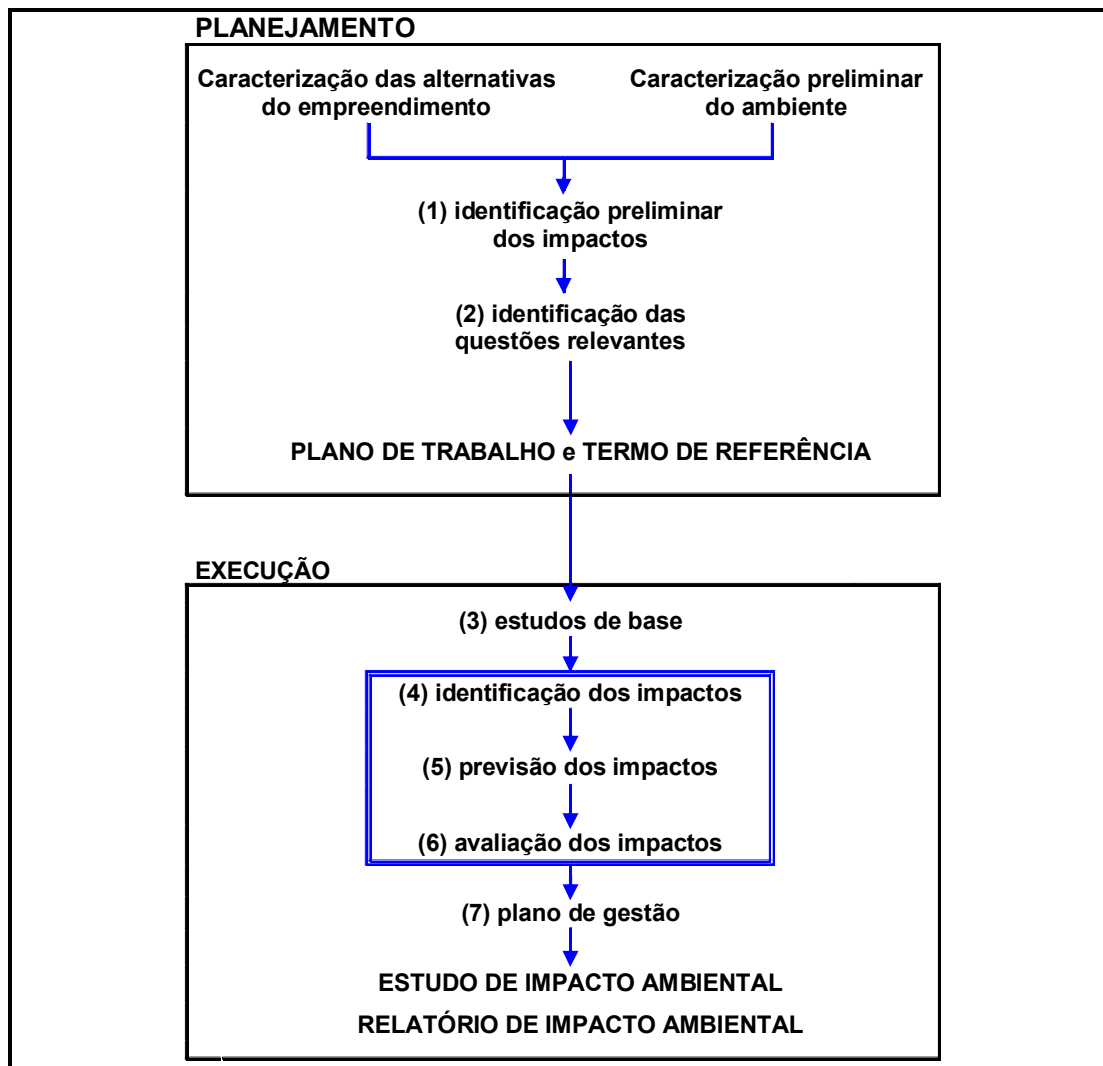 PLANEJAMENTO
Caracterização das alternativas
do empreendimento
Caracterização preliminar
do ambiente
(1) identificação preliminar
dos impactos
(2) identificação das
questões relevantes
PLANO DE TRABALHO e TERMO DE REFERÊNCIA
EXECUÇÃO
(3) estudos de base
(4) identificação dos impactos
(5) previsão dos impactos
(6) avaliação dos impactos
(7) plano de gestão
ESTUDO DE IMPACTO AMBIENTAL
RELATÓRIO DE IMPACTO AMBIENTAL